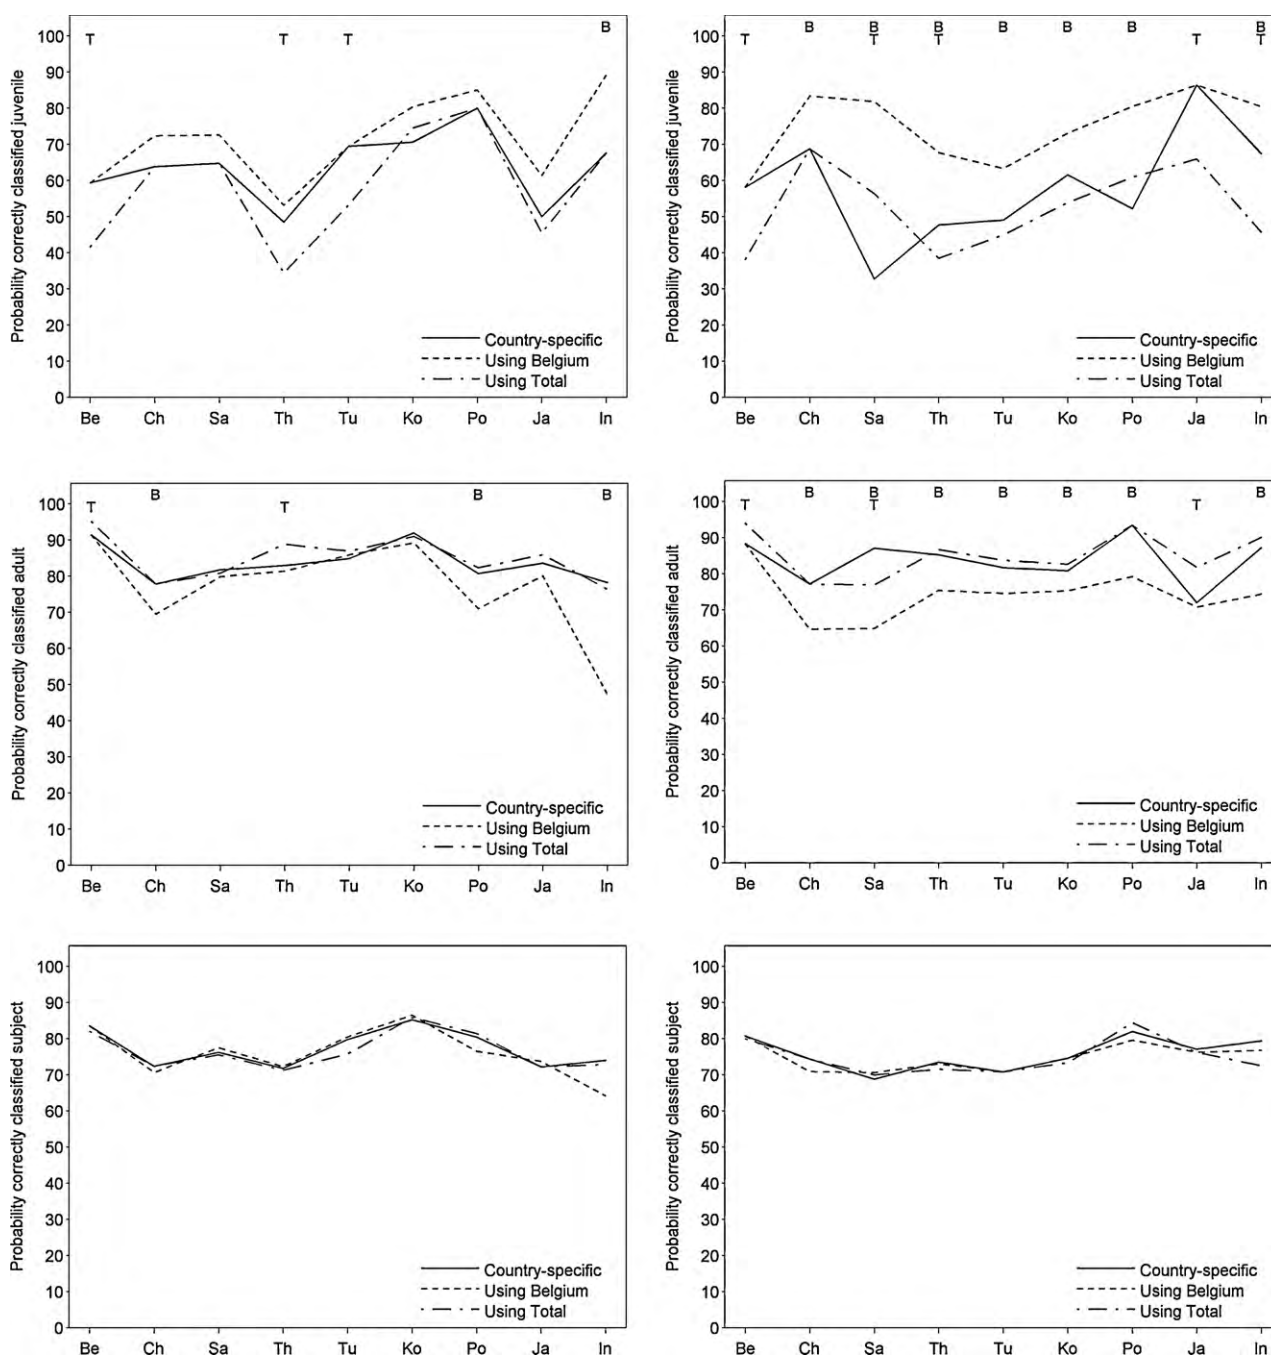 B
T T T
100
90
80
70
60
50
40
30
20
10
0
Probability correctly classified juvenile
Country-specific
Using Belgium
Using Total
Be Ch Sa Th Tu Ko Po Ja In
B B B B B B B
T T T T T
100
90
80
70
60
50
40
30
20
10
0
Probability correctly classified juvenile
Country-specific
Using Belgium
Using Total
Be Ch Sa Th Tu Ko Po Ja In
B B B
T T
100
90
80
70
60
50
40
30
20
10
0
Probability correctly classified adult
Country-specific
Using Belgium
Using Total
Be Ch Sa Th Tu Ko Po Ja In
B B B B B B B
T T T
100
90
80
70
60
50
40
30
20
10
0
Probability correctly classified adult
Country-specific
Using Belgium
Using Total
Be Ch Sa Th Tu Ko Po Ja In
100
90
80
70
60
50
40
30
20
10
0
Probability correctly classified subject
Country-specific
Using Belgium
Using Total
Be Ch Sa Th Tu Ko Po Ja In
100
90
80
70
60
50
40
30
20
10
0
Probability correctly classified subject
Country-specific
Using Belgium
Using Total
Be Ch Sa Th Tu Ko Po Ja In